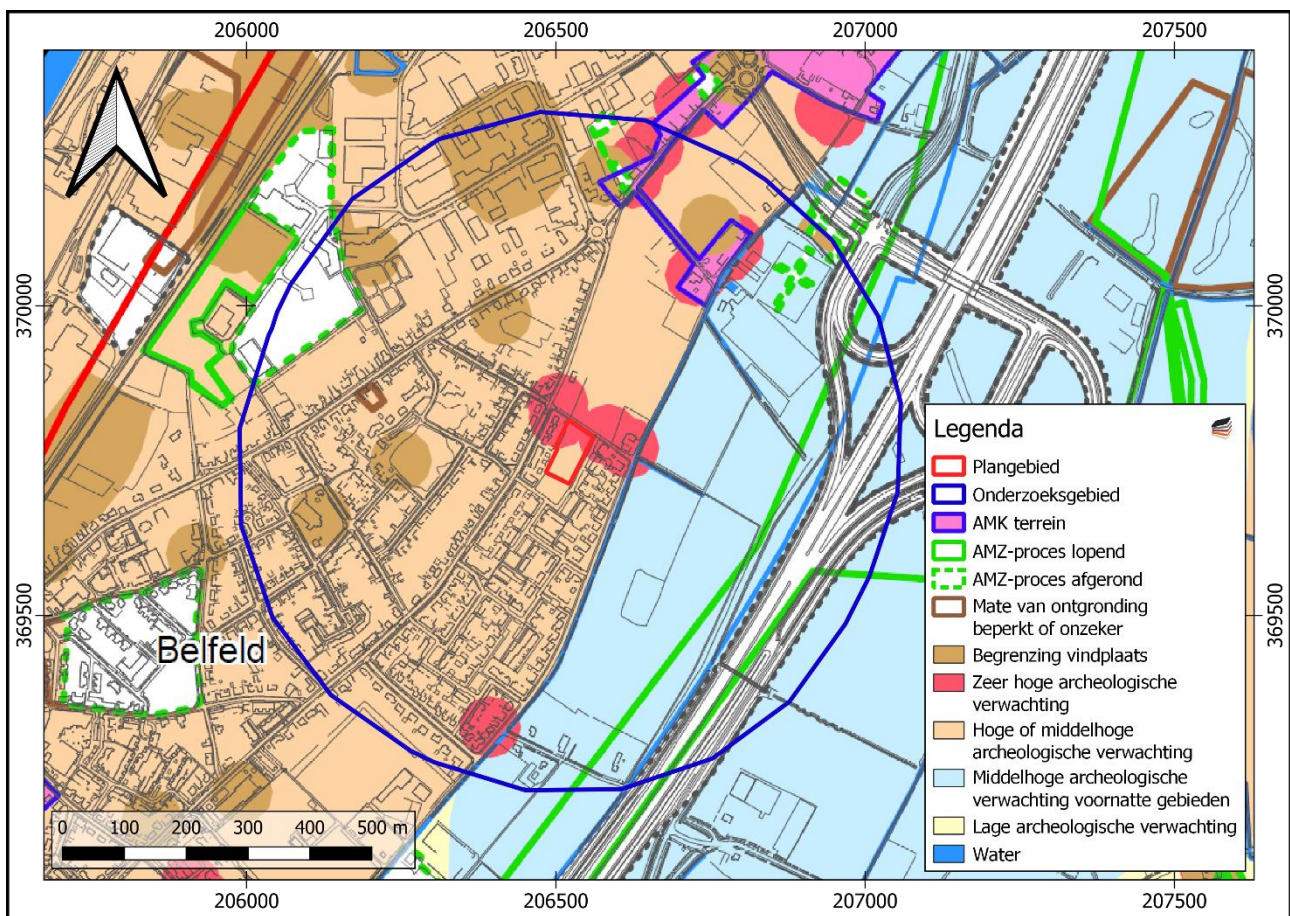 206000 206500 207000 207500
370000
370000
369500
369500
Belfeld
Legenda
Plangebied
Onderzoeksgebied
AMK terrein
AMZ-proces lopend
AMZ-proces afgerond
Mate van ontgronding
beperkt of onzeker
Begrenzing vindplaats
Zeer hoge archeologische
verwachting
Hoge of middelhoge
archeologische verwachting
Middelhoge archeologische
verwachting voornatte gebieden
Lage archeologische verwachting
Water
0 100 200 300 400 500 m
206000 206500 207000 207500